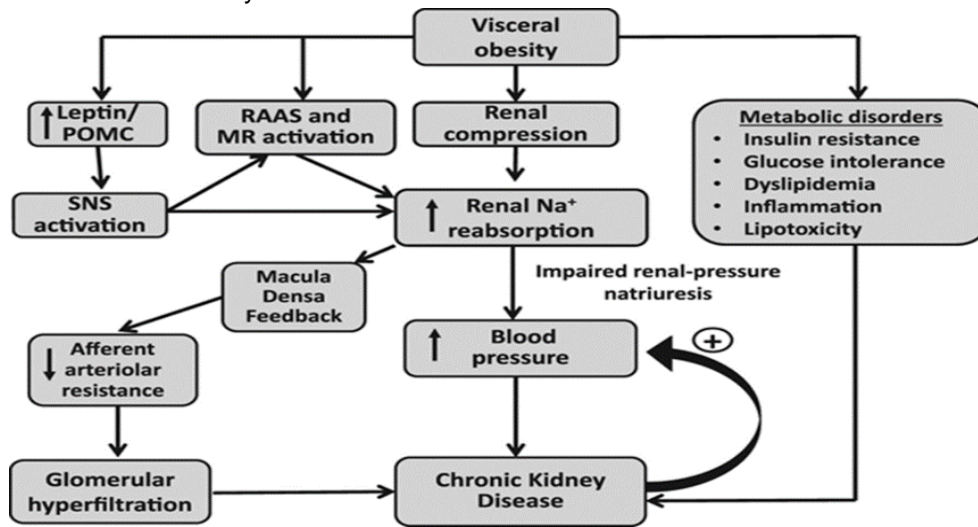 Visceral
obesity
Leptin/
POMC
RAAS and
MR activation
Renal
compression
Metabolic disorders
• Insulin resistance
• Glucose intolerance
• Dyslipidemia
• Inflammation
• Lipotoxicity
SNS
activation
Renal Na⁺
reabsorption
Macula
Densa
Feedback
Impaired renal-pressure
natriuresis
Afferent
arteriolar
resistance
Blood
pressure
+
Glomerular
hyperfiltration
Chronic Kidney
Disease